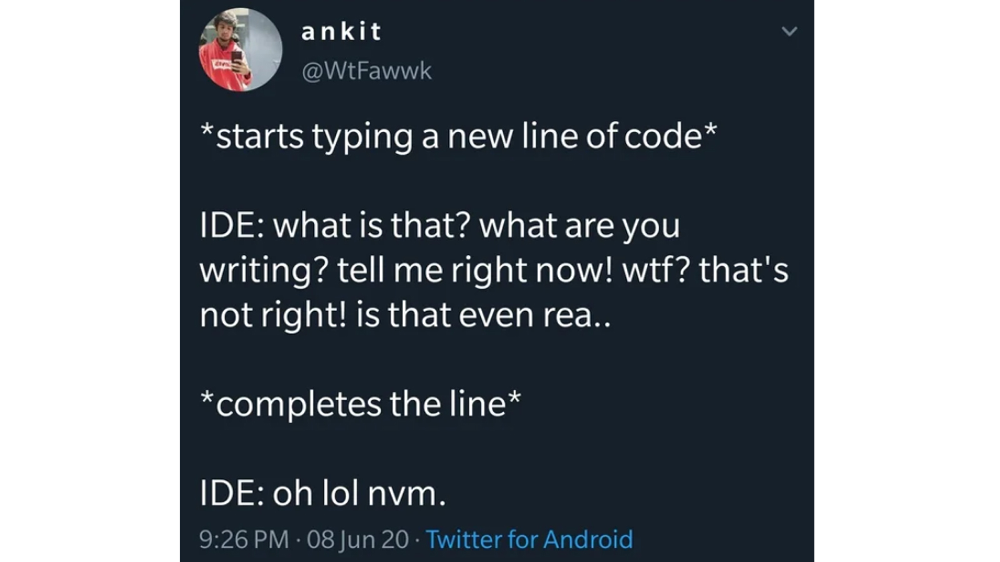 ankit
@WtFawwk
*starts typing a new line of code*
IDE: what is that? what are you
writing? tell me right now! wtf? that's
not right! is that even rea..
*completes the line*
IDE: oh lol nvm.
9:26 PM · 08 Jun 20 · Twitter for Android